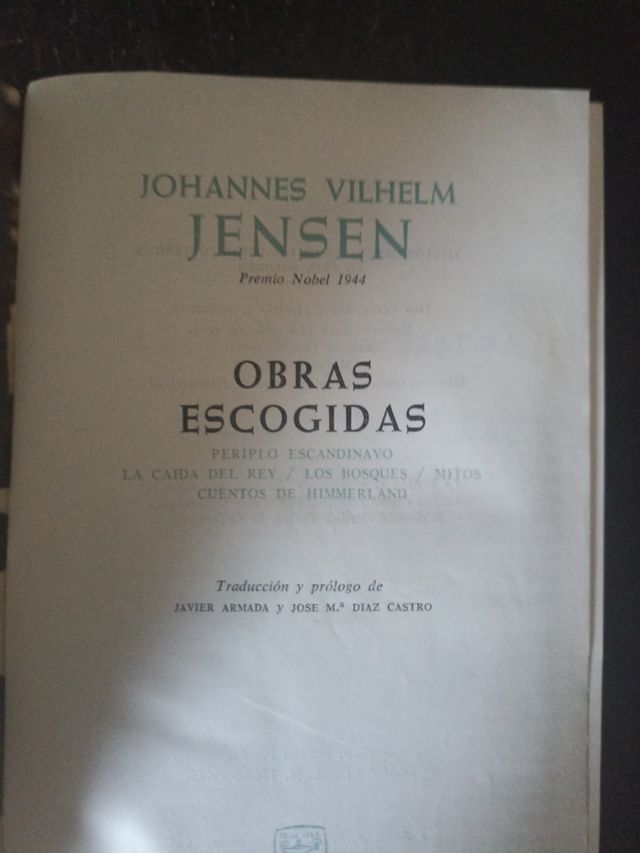 JOHANNES VILHELM
JENSEN
Premio Nobel 1944
OBRAS
ESCOGIDAS
PERIPLO ESCANDINAVO
LA CAIDA DEL REY / LOS BOSQUES / MITOS
CUENTOS DE HIMMERLAND
Traducción y prólogo de
JAVIER ARMADA y JOSE M.ª DIAZ CASTRO